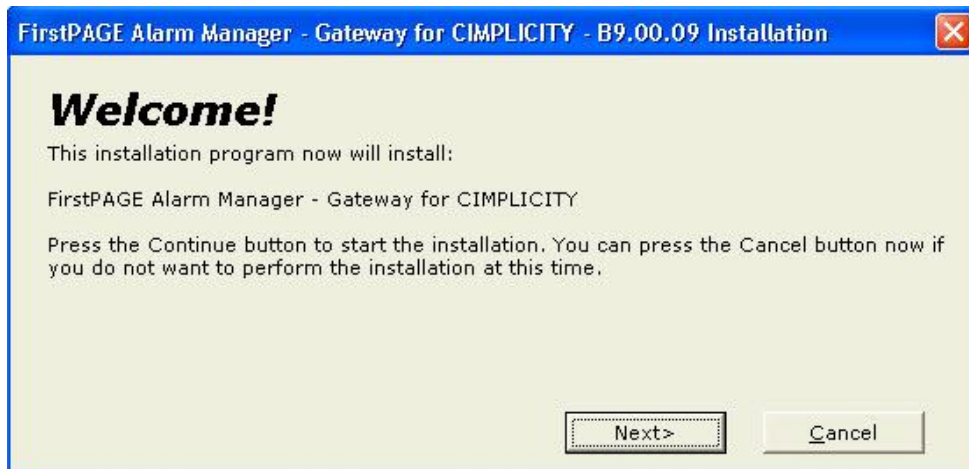 FirstPAGE Alarm Manager - Gateway for CIMPLICITY - B9.00.09 Installation
Welcome!
This installation program now will install:
FirstPAGE Alarm Manager - Gateway for CIMPLICITY
Press the Continue button to start the installation. You can press the Cancel button now if
you do not want to perform the installation at this time.
Next>
Cancel